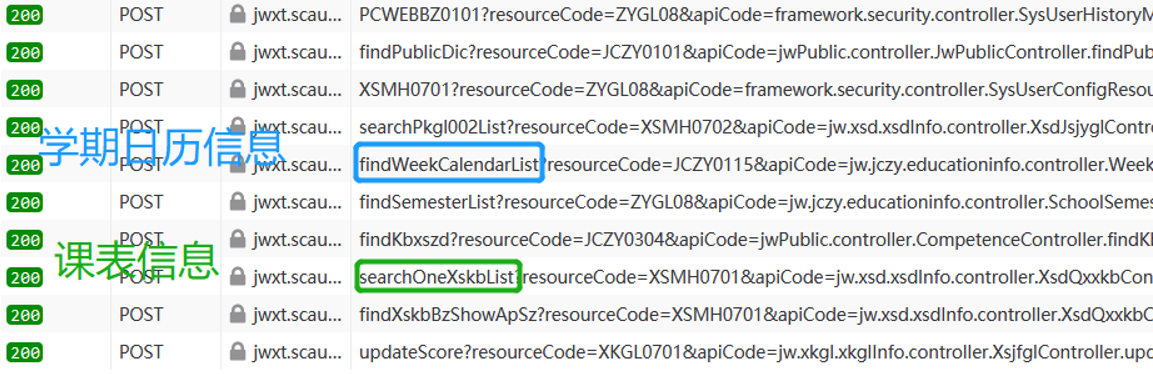 200 POST jwxt.scau... PCWEBBZ0101?resourceCode=ZYGL08&apiCode=framework.security.controller.SysUserHistoryM
200 POST jwxt.scau... findPublicDic?resourceCode=JCZY0101&apiCode=jwPublic.controller.JwPublicController.findPub
200 POST jwxt.scau... XSMH0701?resourceCode=ZYGL08&apiCode=framework.security.controller.SysUserConfigResou
200 POST jwxt.scau... searchPkgl002List?resourceCode=XSMH0702&apiCode=jw.xsd.xsdInfo.controller.XsdJsjyglContro
学期日历信息
200 POST jwxt.scau... findWeekCalendarList?resourceCode=JCZY0115&apiCode=jw.jczy.educationinfo.controller.Week
200 POST jwxt.scau... findSemesterList?resourceCode=ZYGL08&apiCode=jw.jczy.educationinfo.controller.SchoolSemes
200 POST jwxt.scau... findKbxszd?resourceCode=JCZY0304&apiCode=jwPublic.controller.CompetenceController.findKl
课表信息
200 POST jwxt.scau... searchOneXskbList?resourceCode=XSMH0701&apiCode=jw.xsd.xsdInfo.controller.XsdQxxkbCon
200 POST jwxt.scau... findXskbBzShowApSz?resourceCode=XSMH0701&apiCode=jw.xsd.xsdInfo.controller.XsdQxxkb
200 POST jwxt.scau... updateScore?resourceCode=XKGL0701&apiCode=jw.xkgl.xkglInfo.controller.XsjfglController.upd